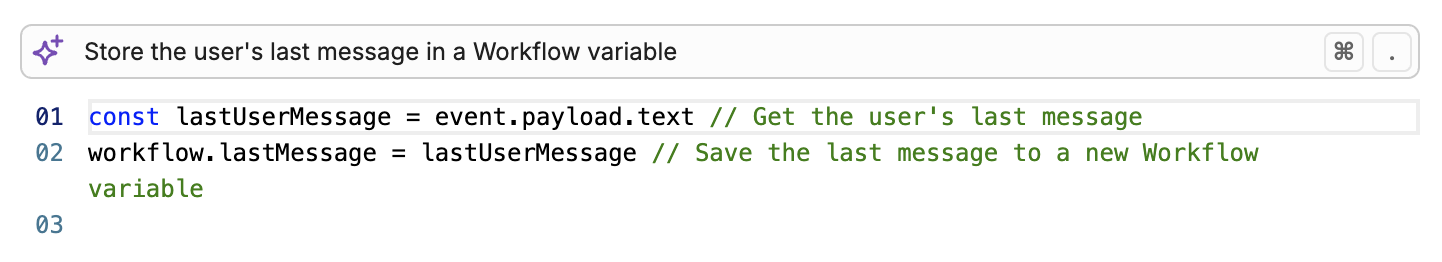 Store the user's last message in a Workflow variable ⌘ .
01 const lastUserMessage = event.payload.text // Get the user's last message
02 workflow.lastMessage = lastUserMessage // Save the last message to a new Workflow
variable
03